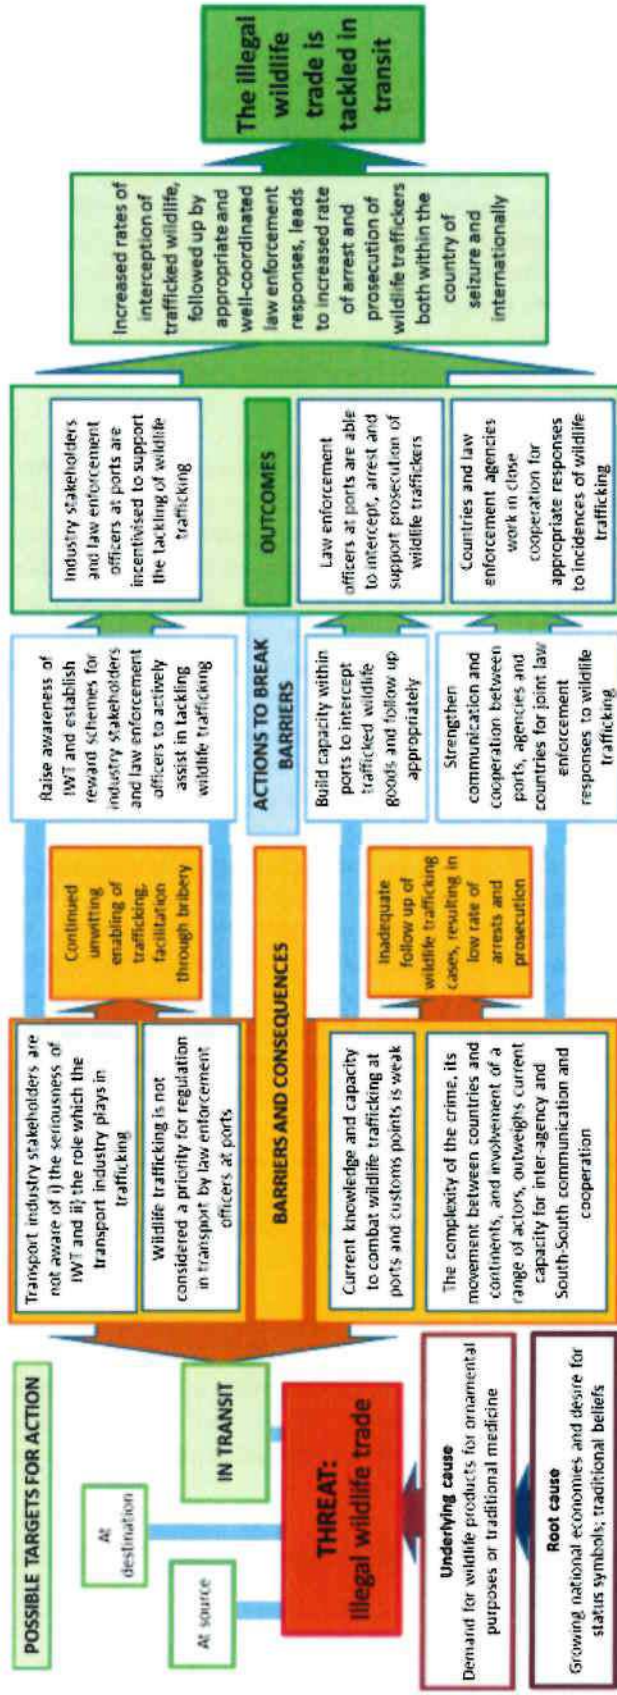 POSSIBLE TARGETS FOR ACTION
At source
At
destination
IN TRANSIT
THREAT:
Illegal wildlife trade
Underlying cause
Demand for wildlife products for ornamental
purposes or traditional medicine
Root cause
Growing national economies and desire for
status symbols; traditional beliefs
Transport industry stakeholders are
not aware of i) the seriousness of
IWT and ii) the role which the
transport industry plays in
trafficking
Wildlife trafficking is not
considered a priority for regulation
in transport by law enforcement
officers at ports
BARRIERS AND CONSEQUENCES
Current knowledge and capacity
to combat wildlife trafficking at
ports and customs points is weak
The complexity of the crime, its
movement between countries and
continents, and involvement of a
range of actors, outweighs current
capacity for inter-agency and
South-South communication and
cooperation
Continued
unwitting
enabling of
trafficking,
facilitation
through bribery
Inadequate
follow up of
wildlife trafficking
cases, resulting in
low rate of
arrests and
prosecution
Raise awareness of
IWT and establish
reward schemes for
industry stakeholders
and law enforcement
officers to actively
assist in tackling
wildlife trafficking
ACTIONS TO BREAK
BARRIERS
Build capacity within
ports to intercept
trafficked wildlife
goods and follow up
appropriately
Strengthen
communication and
cooperation between
ports, agencies and
countries for joint law
enforcement
responses to wildlife
trafficking
Industry stakeholders
and law enforcement
officers at ports are
incentivised to support
the tackling of wildlife
trafficking
OUTCOMES
Law enforcement
officers at ports are able
to intercept, arrest and
support prosecution of
wildlife traffickers
Countries and law
enforcement agencies
work in close
cooperation for
appropriate responses
to incidences of wildlife
trafficking
Increased rates of
interception of
trafficked wildlife,
followed up by
appropriate and
well-coordinated
law enforcement
responses, leads
to increased rate
of arrest and
prosecution of
wildlife traffickers
both within the
country of
seizure and
internationally
The illegal
wildlife
trade is
tackled in
transit